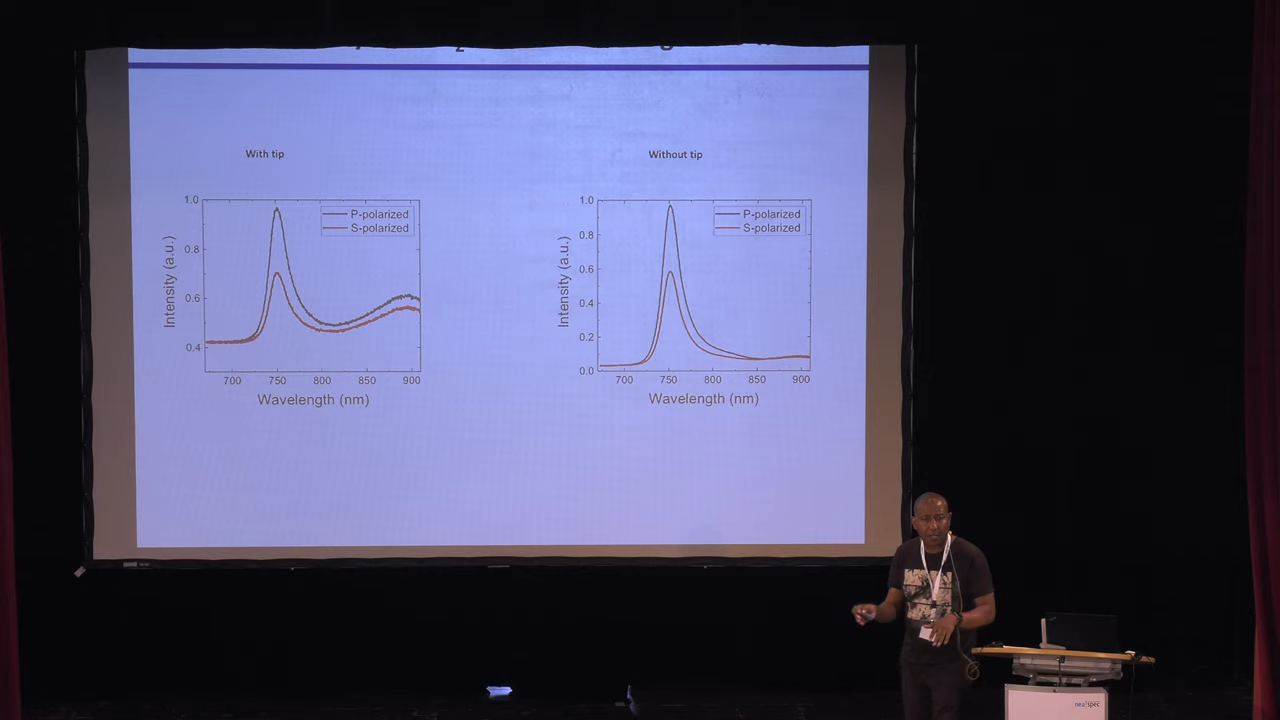 With tip
Without tip
1.0
0.8
0.6
0.4
Intensity (a.u.)
P-polarized
S-polarized
700 750 800 850 900
Wavelength (nm)
1.0
0.8
0.6
0.4
0.2
0.0
Intensity (a.u.)
P-polarized
S-polarized
700 750 800 850 900
Wavelength (nm)
neaspec